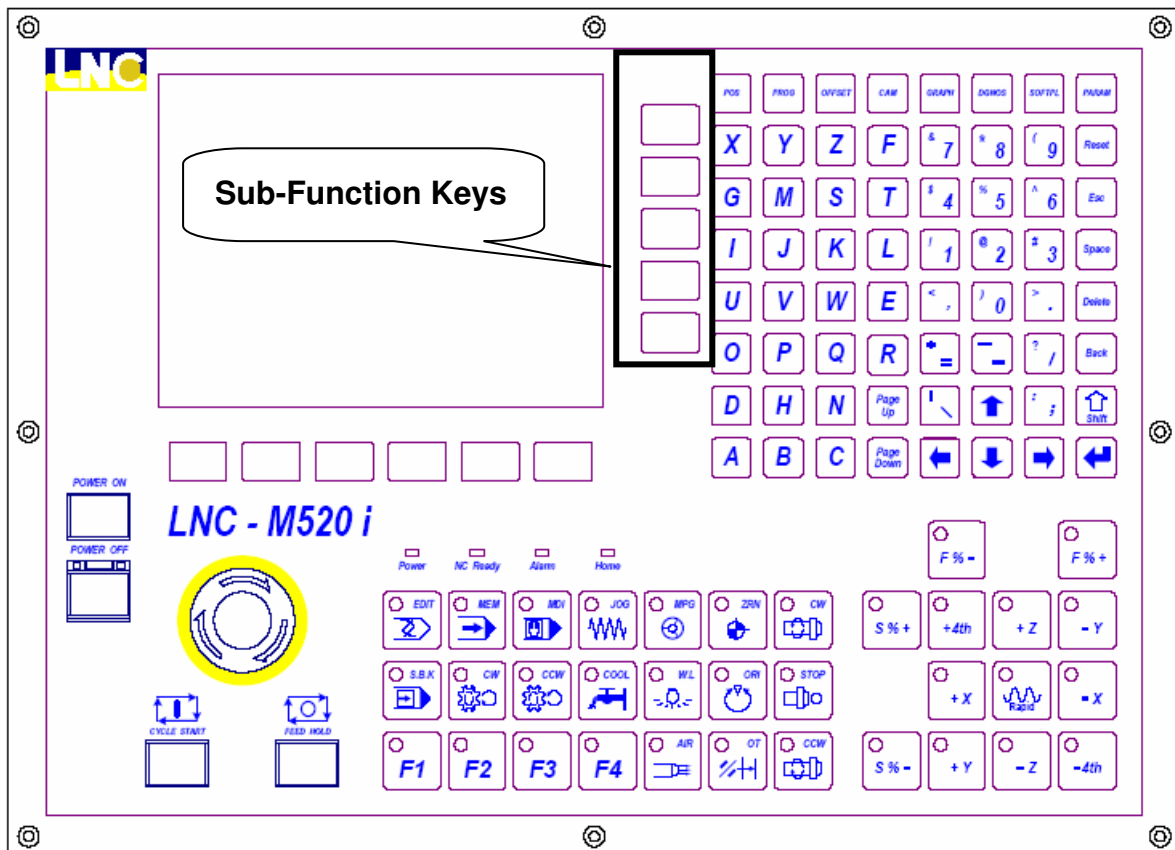 LNC
Sub-Function Keys
POS PROG OFFSET CAM GRAPH DGNOS SOFTPL PARAM
X Y Z F & 7 * 8 ( 9 Reset
G M S T $ 4 % 5 ^ 6 Esc
I J K L ! 1 @ 2 # 3 Space
U V W E < , ) 0 > . Delete
O P Q R + = — - ? / Back
D H N Page Up | \ : ; Shift
A B C Page Down
POWER ON
POWER OFF
LNC - M520 i
Power NC Ready Alarm Home
F % - F % +
EDIT MEM MDI JOG MPG ZRN CW S % + +4th + Z - Y
S.B.K CW CCW COOL W.L ORI STOP + X Rapid - X
CYCLE START FEED HOLD
F1 F2 F3 F4 AIR OT CCW S % - + Y - Z -4th